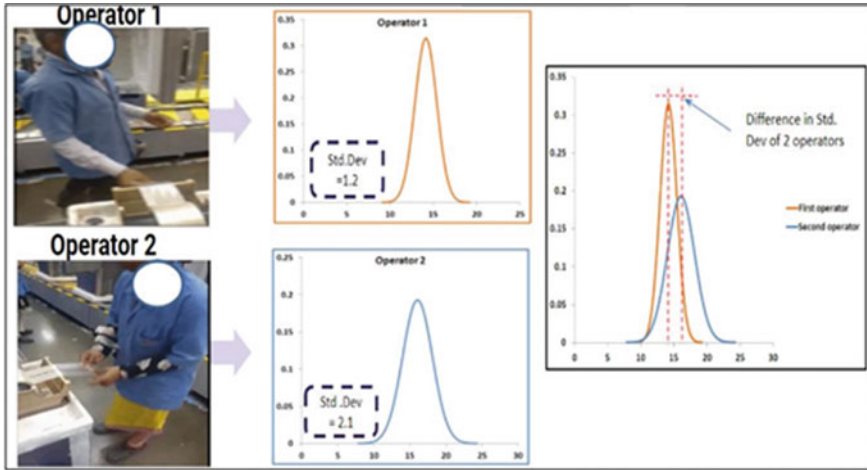 Operator 1
Operator 1
0.35
0.3
0.25
0.2
0.15
0.1
0.05
0
0 5 10 15 20 25
Std.Dev
=1.2
Operator 2
Operator 2
0.25
0.2
0.15
0.1
0.05
0
0 5 10 15 20 25 30
Std .Dev
= 2.1
0.35
0.3
0.25
0.2
0.15
0.1
0.05
0
0 5 10 15 20 25 30
Difference in Std.
Dev of 2 operators
First operator
Second operator